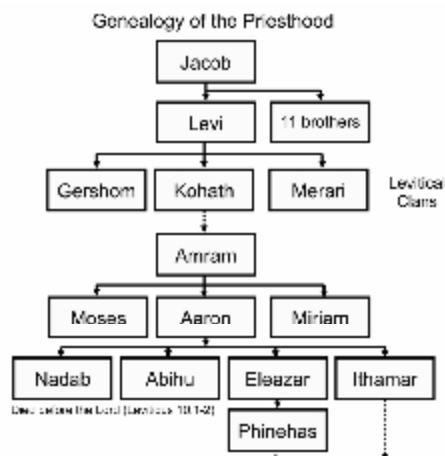 Genealogy of the Priesthood
Jacob
Levi
11 brothers
Gershom
Kohath
Merari
Levitical
Clans
Amram
Moses
Aaron
Miriam
Nadab
Abihu
Eleazar
Ithamar
Died before the Lord (Leviticus 10:1-2)
Phinehas